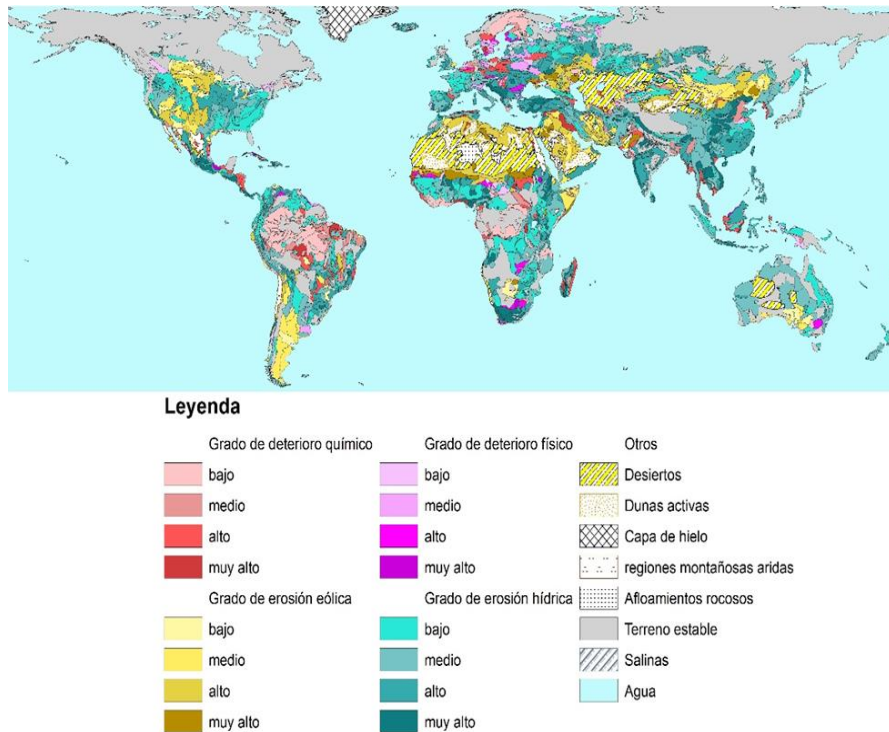 Leyenda
Grado de deterioro químico
bajo
medio
alto
muy alto
Grado de erosión eólica
bajo
medio
alto
muy alto
Grado de deterioro físico
bajo
medio
alto
muy alto
Grado de erosión hídrica
bajo
medio
alto
muy alto
Otros
Desiertos
Dunas activas
Capa de hielo
regiones montañosas aridas
Afloamientos rocosos
Terreno estable
Salinas
Agua